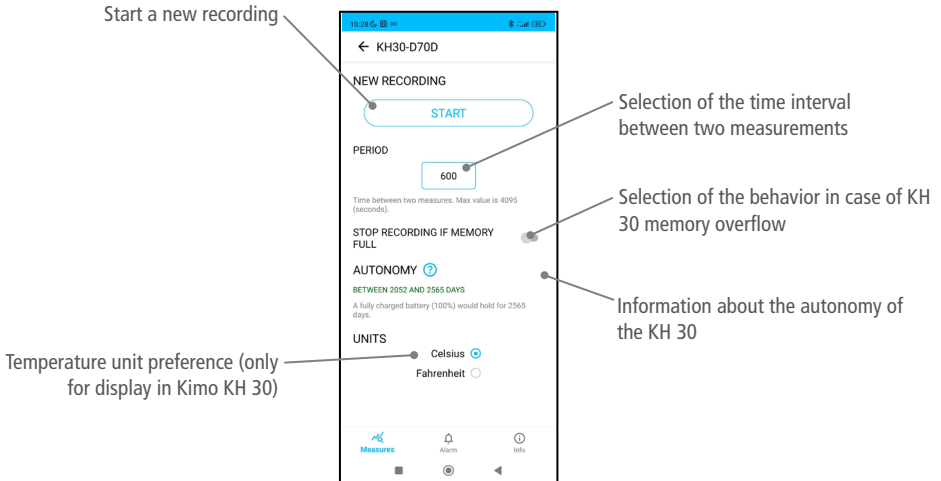 Start a new recording
10:28
KH30-D70D
NEW RECORDING
START
Selection of the time interval
between two measurements
PERIOD
600
Time between two measures. Max value is 4095
(seconds).
Selection of the behavior in case of KH
30 memory overflow
STOP RECORDING IF MEMORY
FULL
AUTONOMY ?
BETWEEN 2052 AND 2565 DAYS
A fully charged battery (100%) would hold for 2565
days.
Information about the autonomy of
the KH 30
UNITS
Temperature unit preference (only
for display in Kimo KH 30)
Celsius
Fahrenheit
Measures
Alarm
Info